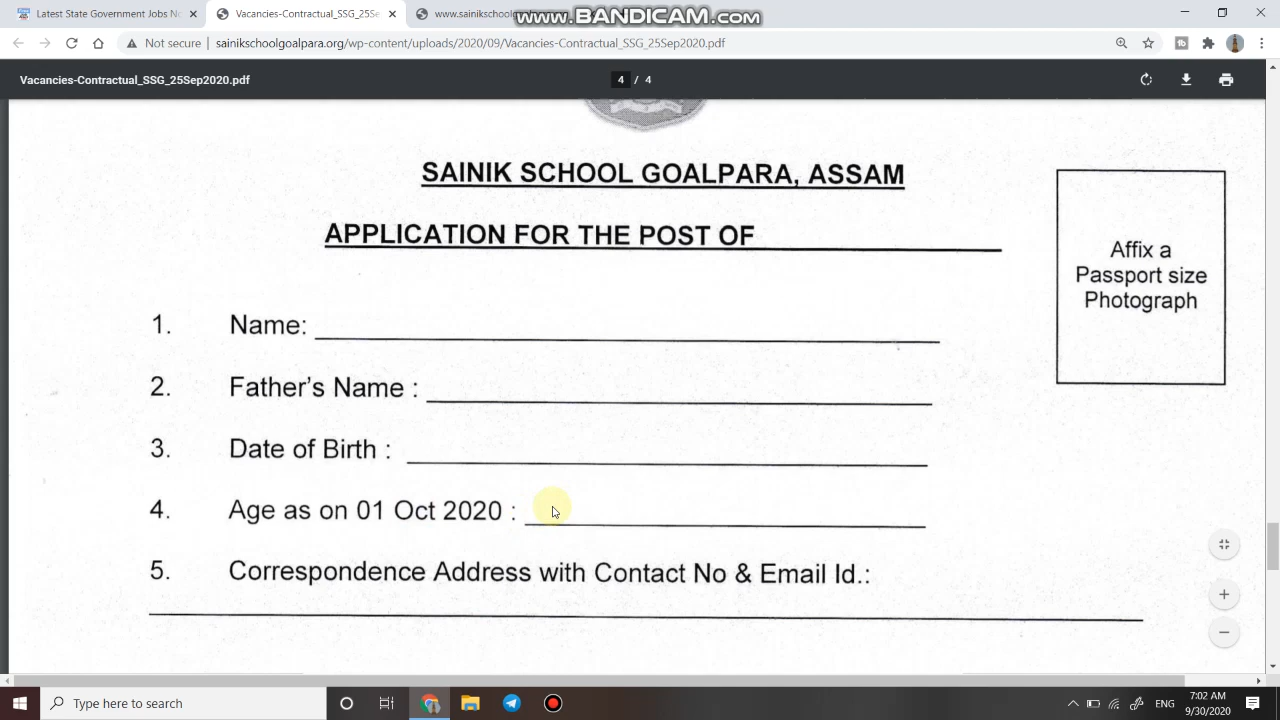 Latest State Government Jobs N
Vacancies-Contractual_SSG_25Se
www.sainikschoolg
www.BANDICAM.com
Not secure
sainikschoolgoalpara.org/wp-content/uploads/2020/09/Vacancies-Contractual_SSG_25Sep2020.pdf
Vacancies-Contractual_SSG_25Sep2020.pdf
4 / 4
SAINIK SCHOOL GOALPARA, ASSAM
APPLICATION FOR THE POST OF
Affix a
Passport size
Photograph
1. Name:
2. Father's Name :
3. Date of Birth :
4. Age as on 01 Oct 2020 :
5. Correspondence Address with Contact No & Email Id.:
Type here to search
ENG
7:02 AM
9/30/2020